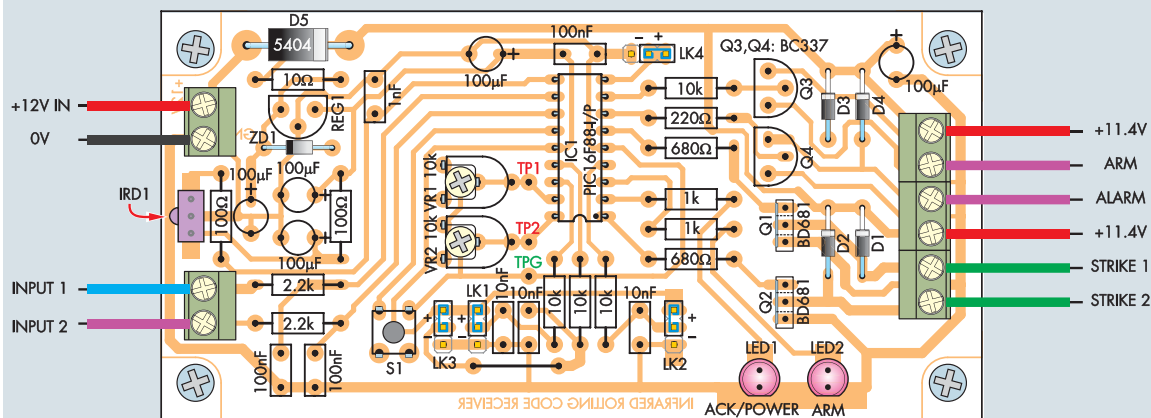 D5
5404
10Ω
+12V IN
0V
REG1
ZD1
1nF
100µF
100nF
LK4
Q3,Q4: BC337
10k
220Ω
680Ω
Q3
Q4
D3
D4
100µF
IC1
PIC16F88-I/P
+11.4V
ARM
ALARM
+11.4V
STRIKE 1
STRIKE 2
IRD1
100Ω
100µF
100µF
100µF
100Ω
VR1 10k
TP1
VR2 10k
TP2
TPG
1k
1k
680Ω
Q1
BD681
D2
D1
Q2
BD681
INPUT 1
INPUT 2
2.2k
2.2k
100nF
100nF
S1
LK3
LK1
10nF
10nF
10k
10k
10k
10nF
LK2
LED1
LED2
ACK/POWER
ARM
INFRARED ROLLING CODE RECEIVER